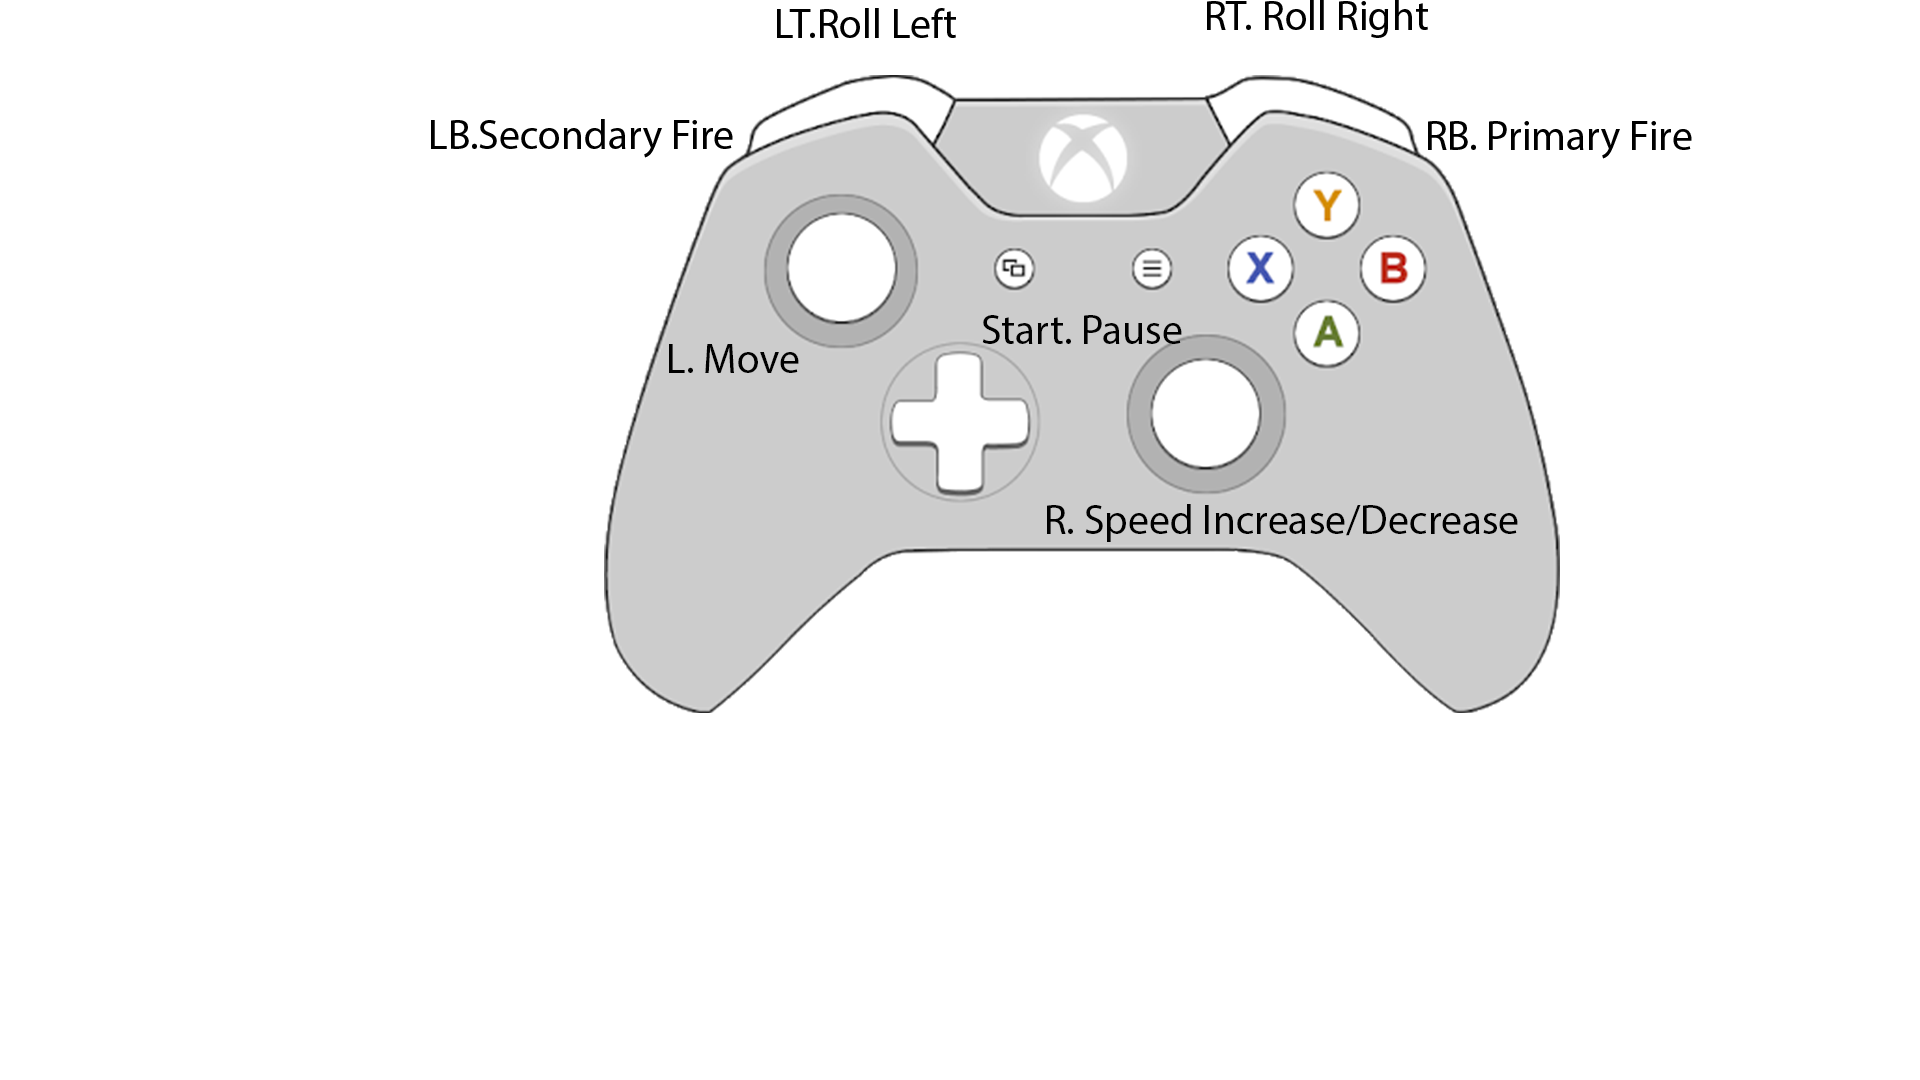 LT.Roll Left
RT. Roll Right
LB.Secondary Fire
RB. Primary Fire
Y
X
B
A
Start. Pause
L. Move
R. Speed Increase/Decrease